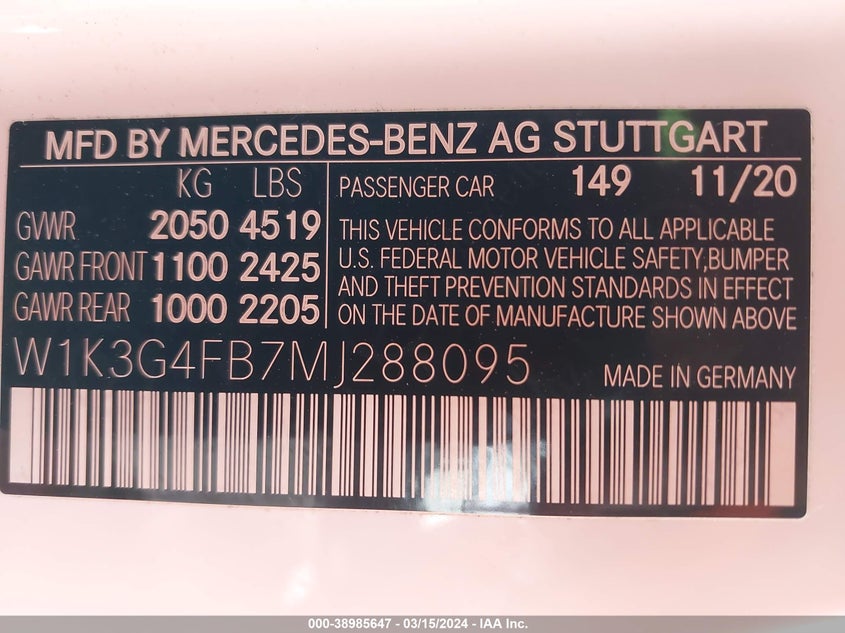 MFD BY MERCEDES-BENZ AG STUTTGART
KG LBS
GVWR 2050 4519
GAWR FRONT 1100 2425
GAWR REAR 1000 2205
PASSENGER CAR 149 11/20
THIS VEHICLE CONFORMS TO ALL APPLICABLE
U.S. FEDERAL MOTOR VEHICLE SAFETY,BUMPER
AND THEFT PREVENTION STANDARDS IN EFFECT
ON THE DATE OF MANUFACTURE SHOWN ABOVE
W1K3G4FB7MJ288095
MADE IN GERMANY
000-38985647 - 03/15/2024 - IAA Inc.